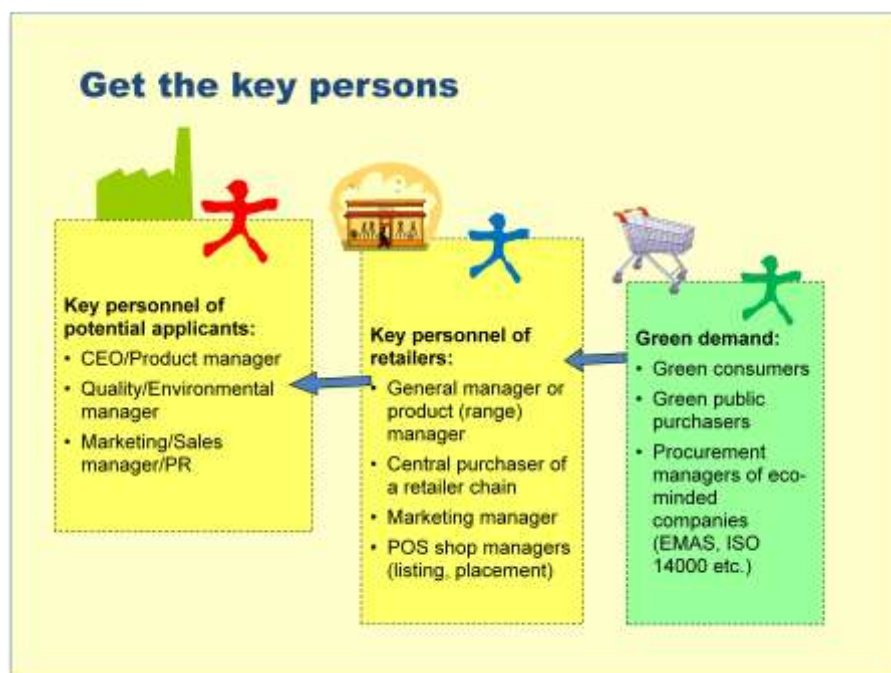 Get the key persons
Key personnel of
potential applicants:
• CEO/Product manager
• Quality/Environmental
manager
• Marketing/Sales
manager/PR
Key personnel of
retailers:
• General manager or
product (range)
manager
• Central purchaser of
a retailer chain
• Marketing manager
• POS shop managers
(listing, placement)
Green demand:
• Green consumers
• Green public
purchasers
• Procurement
managers of eco-
minded
companies
(EMAS, ISO
14000 etc.)